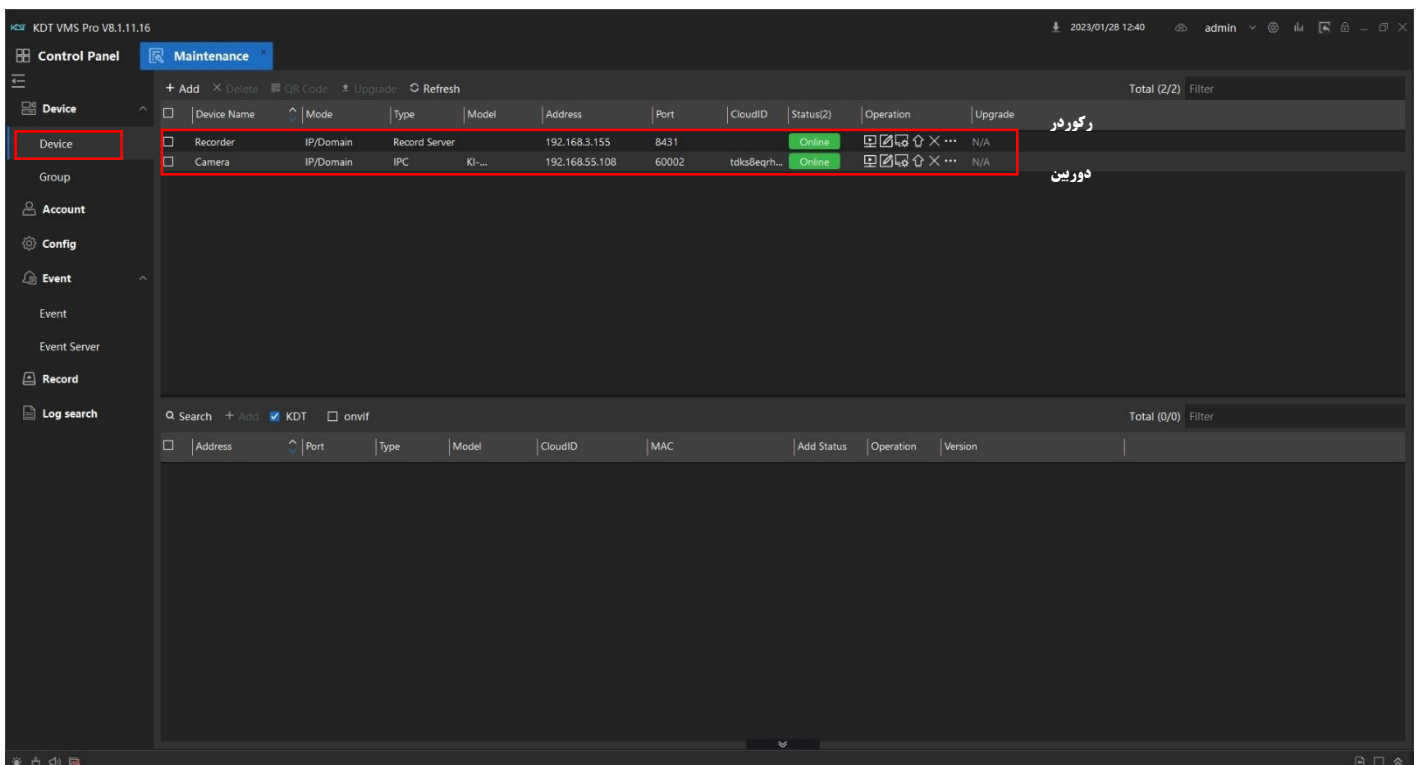 KDT VMS Pro V8.1.11.16
2023/01/28 12:40 admin
Control Panel Maintenance
Add Delete QR Code Upgrade Refresh Total (2/2) Filter
Device
Device Name Mode Type Model Address Port CloudID Status(2) Operation Upgrade
رکوردر
Device
Recorder IP/Domain Record Server 192.168.3.155 8431 Online N/A
Camera IP/Domain IPC KI-... 192.168.55.108 60002 tdks8eqrh... Online N/A
دوربین
Group
Account
Config
Event
Event
Event Server
Record
Log search
Search Add KDT onvif Total (0/0) Filter
Address Port Type Model CloudID MAC Add Status Operation Version